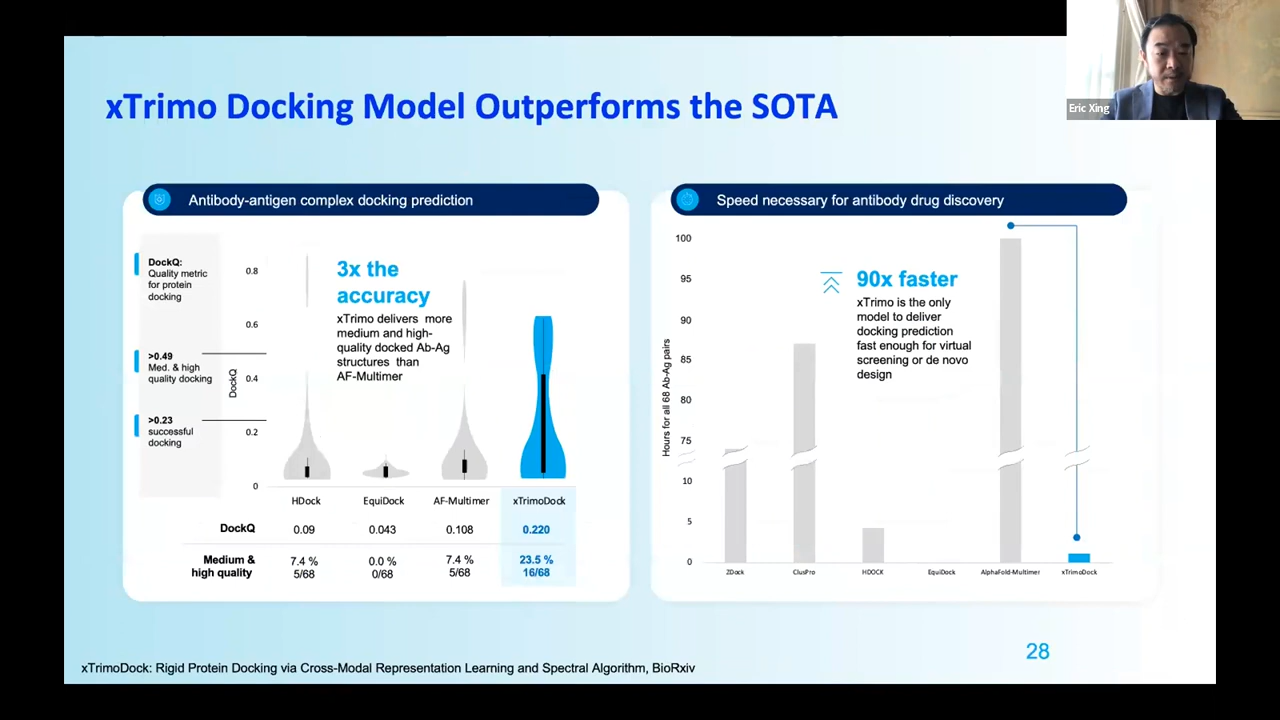 Eric Xing
xTrimo Docking Model Outperforms the SOTA
Antibody-antigen complex docking prediction
DockQ:
Quality metric
for protein
docking
>0.49
Med. & high
quality docking
>0.23
successful
docking
DockQ
0.8
0.6
0.4
0.2
0
3x the
accuracy
xTrimo delivers more
medium and high-
quality docked Ab-Ag
structures than
AF-Multimer
HDock EquiDock AF-Multimer xTrimoDock
DockQ 0.09 0.043 0.108 0.220
Medium &
high quality
7.4 % 0.0 % 7.4 % 23.5 %
5/68 0/68 5/68 16/68
Speed necessary for antibody drug discovery
Hours for all 68 Ab-Ag pairs
100
95
90
85
80
75
10
5
0
90x faster
xTrimo is the only
model to deliver
docking prediction
fast enough for virtual
screening or de novo
design
ZDock ClusPro HDOCK EquiDock AlphaFold-Multimer xTrimoDock
28
xTrimoDock: Rigid Protein Docking via Cross-Modal Representation Learning and Spectral Algorithm, BioRxiv